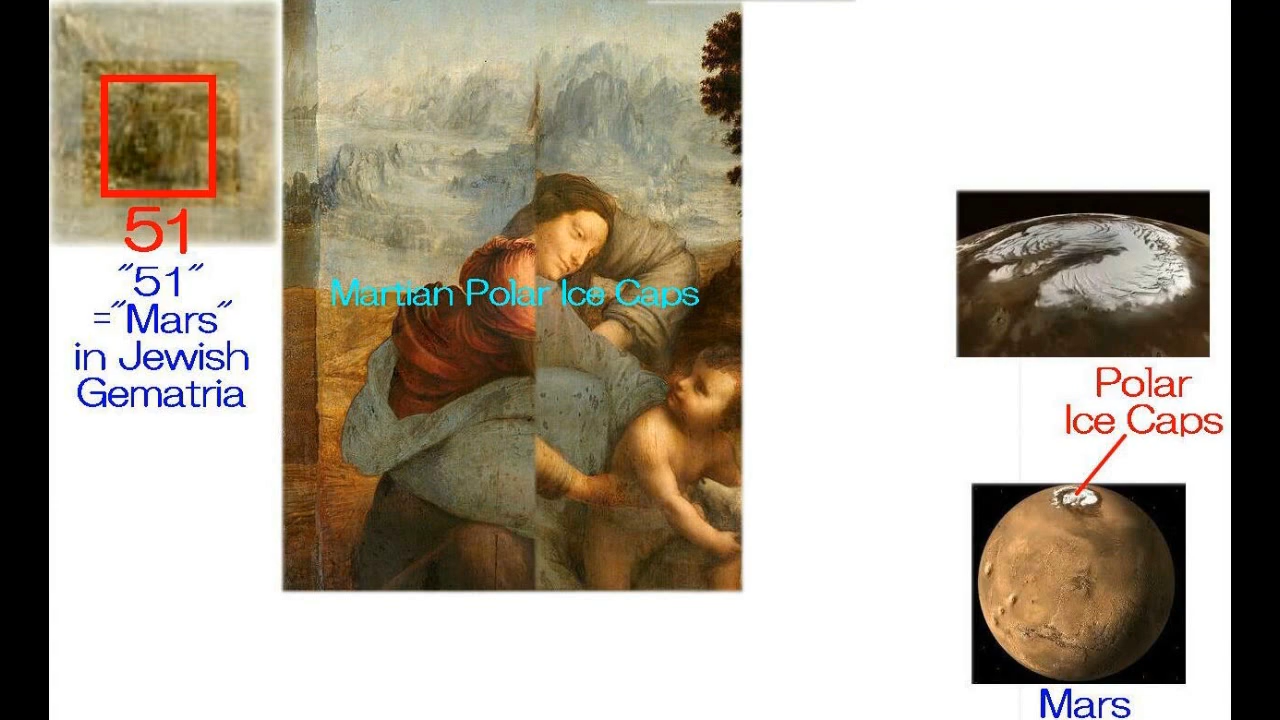 51
"51"
="Mars"
in Jewish
Gematria
Martian Polar Ice Caps
Polar
Ice Caps
Mars